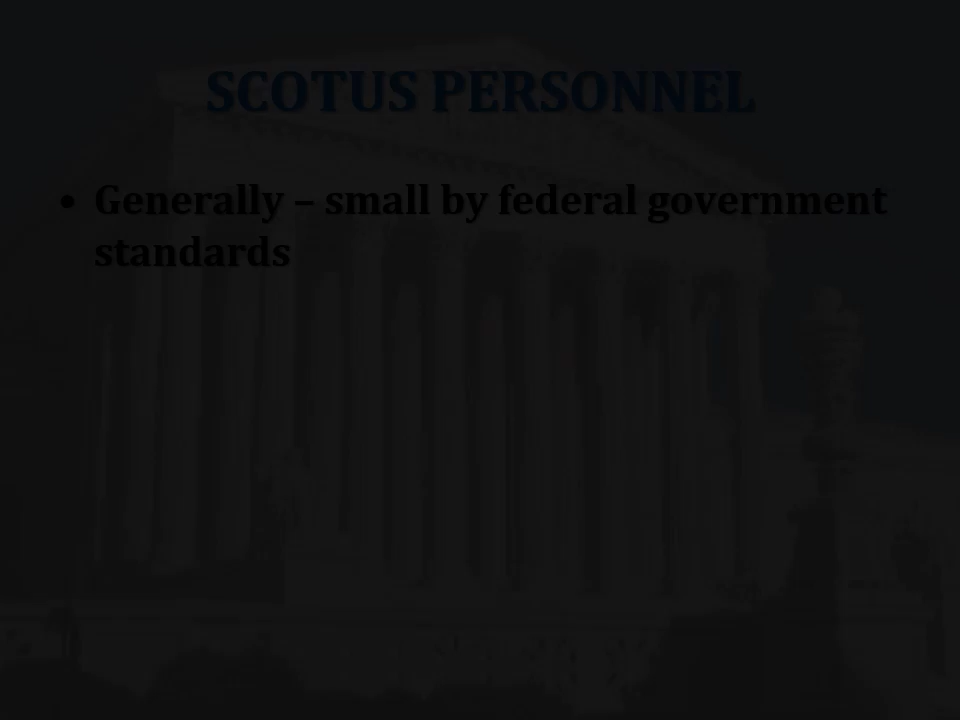 SCOTUS PERSONNEL
• Generally – small by federal government
standards